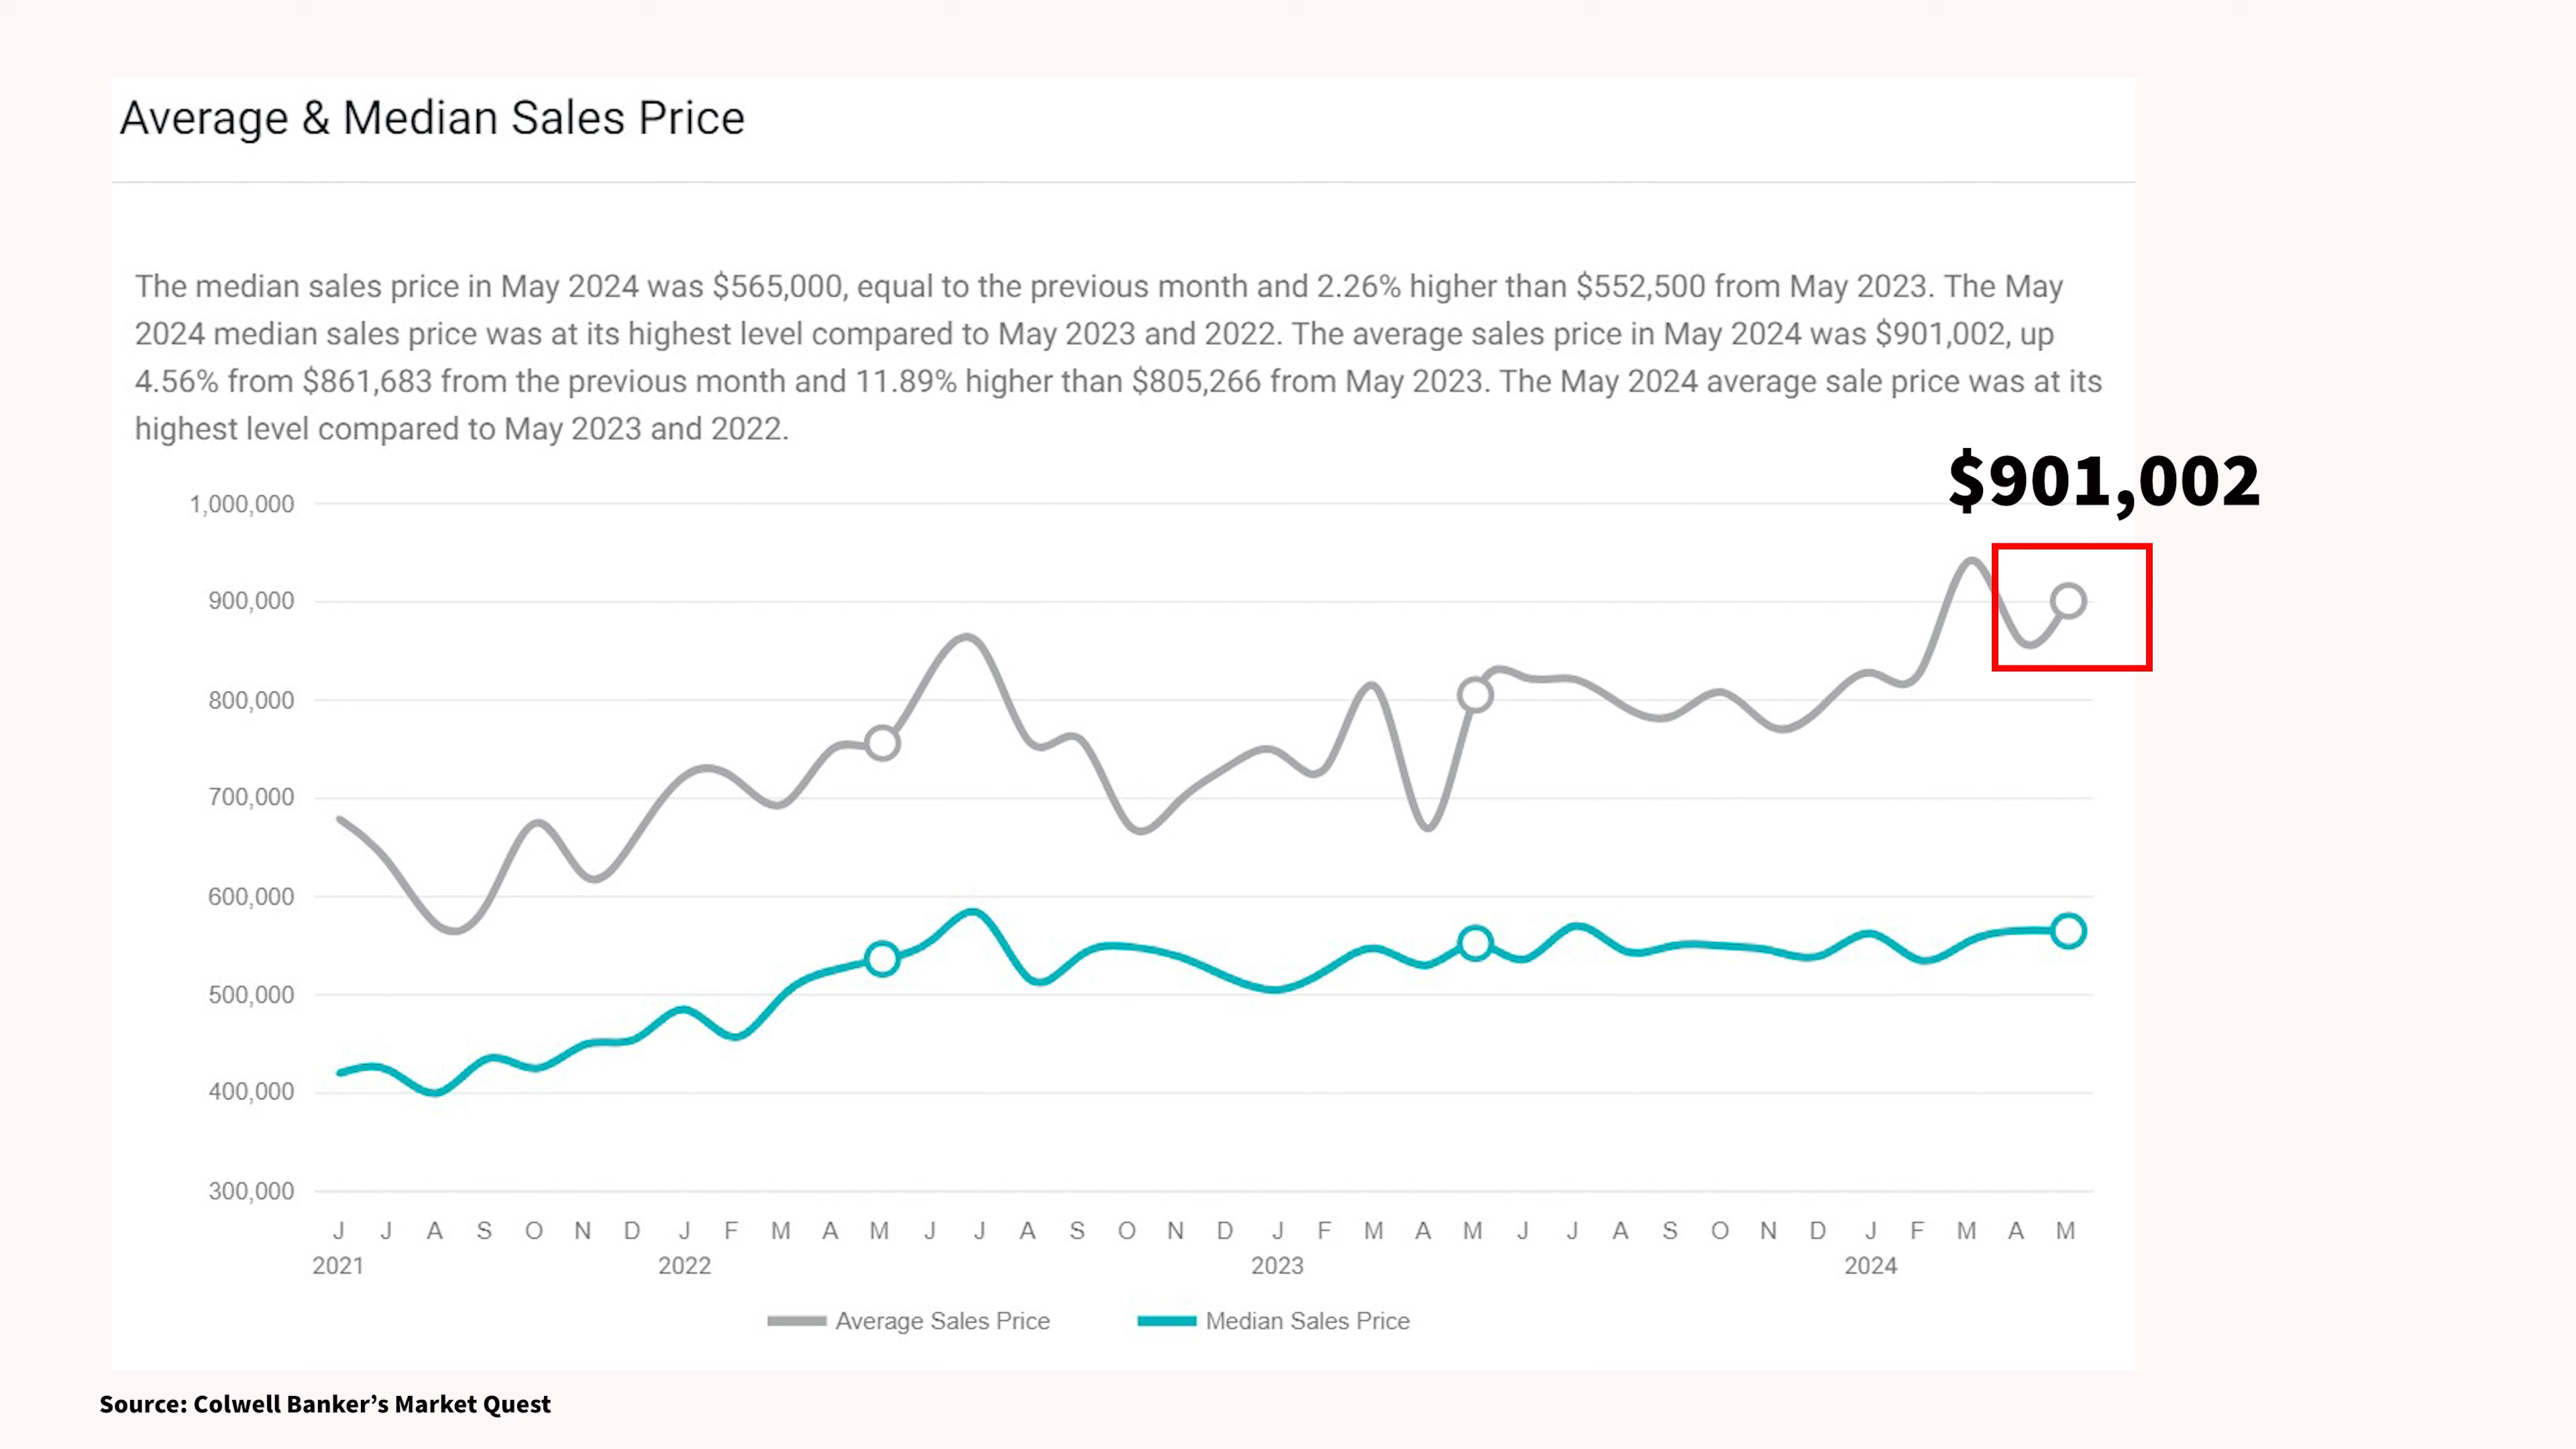 Average & Median Sales Price
The median sales price in May 2024 was $565,000, equal to the previous month and 2.26% higher than $552,500 from May 2023. The May
2024 median sales price was at its highest level compared to May 2023 and 2022. The average sales price in May 2024 was $901,002, up
4.56% from $861,683 from the previous month and 11.89% higher than $805,266 from May 2023. The May 2024 average sale price was at its
highest level compared to May 2023 and 2022.
$901,002
1,000,000
900,000
800,000
700,000
600,000
500,000
400,000
300,000
J J A S O N D J F M A M J J A S O N D J F M A M J J A S O N D J F M A M
2021 2022 2023 2024
Average Sales Price Median Sales Price
Source: Colwell Banker’s Market Quest